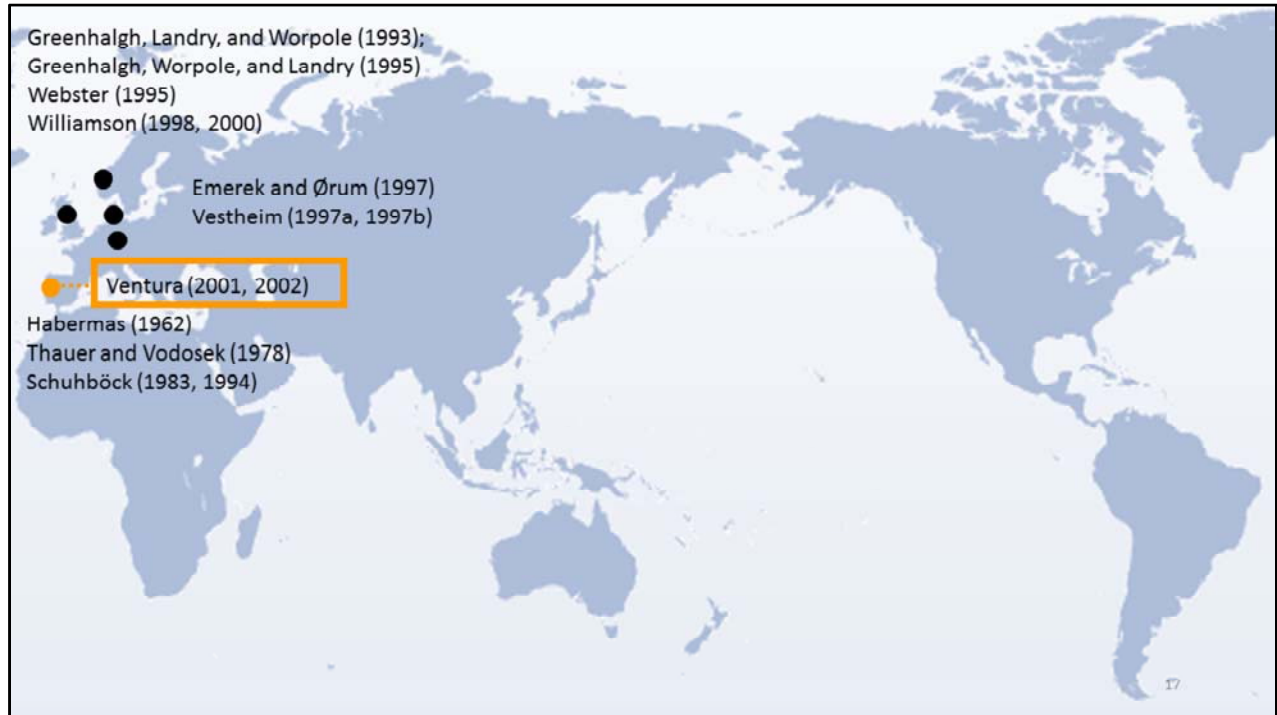 Greenhalgh, Landry, and Worpole (1993);
Greenhalgh, Worpole, and Landry (1995)
Webster (1995)
Williamson (1998, 2000)
Emerek and Ørum (1997)
Vestheim (1997a, 1997b)
Ventura (2001, 2002)
Habermas (1962)
Thauer and Vodosek (1978)
Schuhböck (1983, 1994)
17